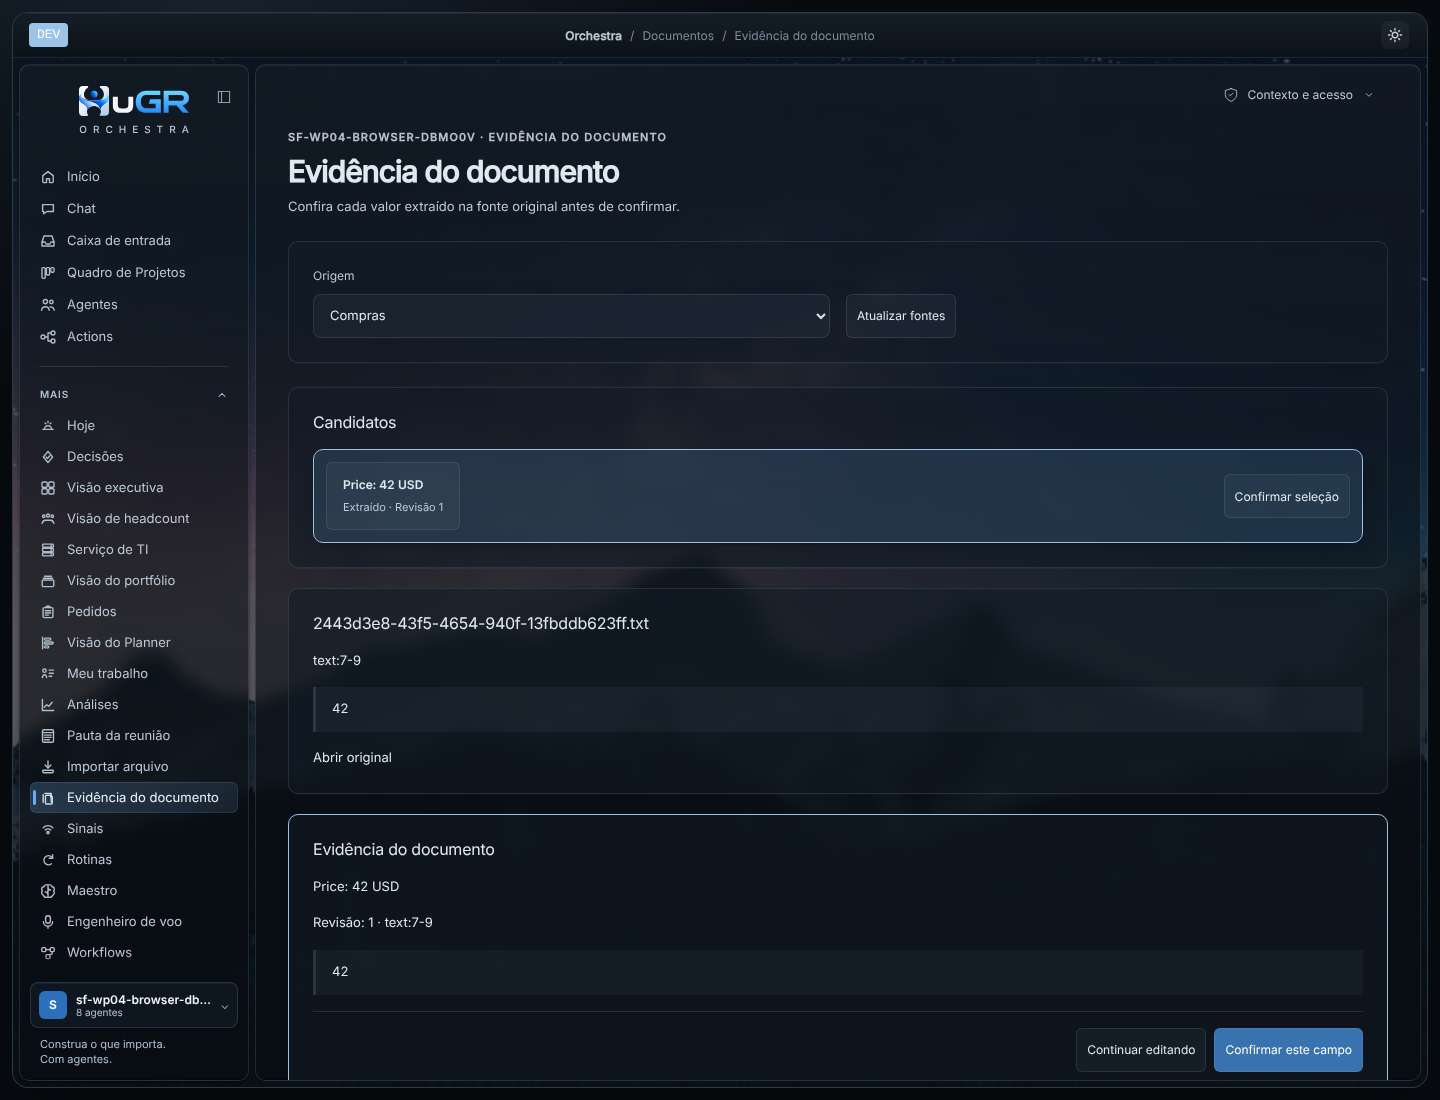 DEV
Orchestra / Documentos / Evidência do documento
HuGR
ORCHESTRA
Contexto e acesso
Início
Chat
Caixa de entrada
Quadro de Projetos
Agentes
Actions
MAIS
Hoje
Decisões
Visão executiva
Visão de headcount
Serviço de TI
Visão do portfólio
Pedidos
Visão do Planner
Meu trabalho
Análises
Pauta da reunião
Importar arquivo
Evidência do documento
Sinais
Rotinas
Maestro
Engenheiro de voo
Workflows
S
sf-wp04-browser-db...
8 agentes
Construa o que importa.
Com agentes.
SF-WP04-BROWSER-DBMO0V · EVIDÊNCIA DO DOCUMENTO
Evidência do documento
Confira cada valor extraído na fonte original antes de confirmar.
Origem
Compras
Atualizar fontes
Candidatos
Price: 42 USD
Extraído · Revisão 1
Confirmar seleção
2443d3e8-43f5-4654-940f-13fbddb623ff.txt
text:7-9
42
Abrir original
Evidência do documento
Price: 42 USD
Revisão: 1 · text:7-9
42
Continuar editando
Confirmar este campo